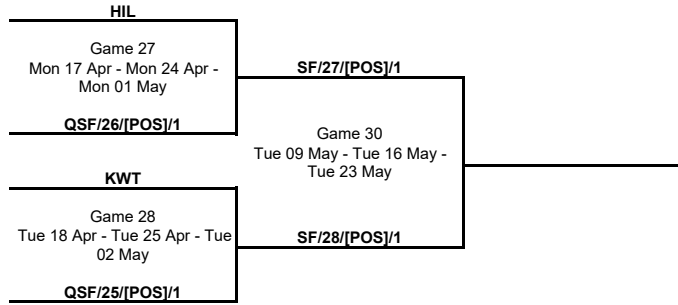 HIL
Game 27
Mon 17 Apr - Mon 24 Apr -
Mon 01 May
QSF/26/[POS]/1
SF/27/[POS]/1
Game 30
Tue 09 May - Tue 16 May -
Tue 23 May
KWT
Game 28
Tue 18 Apr - Tue 25 Apr - Tue
02 May
QSF/25/[POS]/1
SF/28/[POS]/1